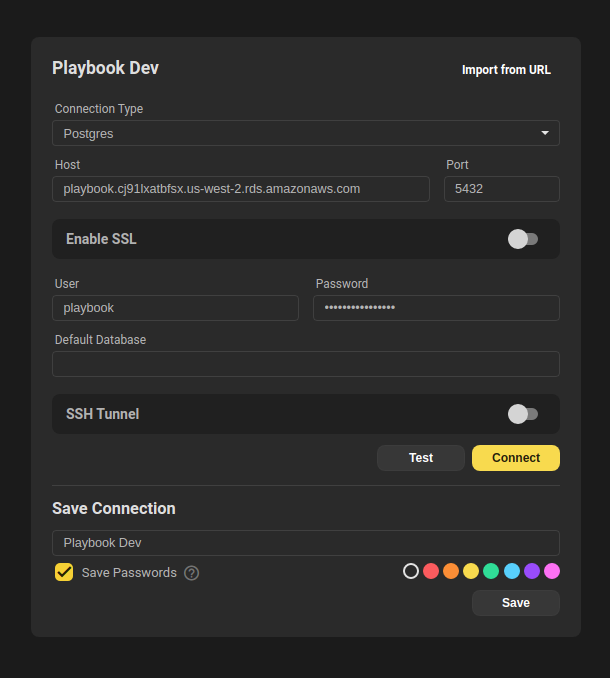 Playbook Dev
Import from URL
Connection Type
Postgres
Host
Port
playbook.cj91lxatbfsx.us-west-2.rds.amazonaws.com
5432
Enable SSL
User
Password
playbook
••••••••••••••••
Default Database
SSH Tunnel
Test
Connect
Save Connection
Playbook Dev
Save Passwords ?
Save